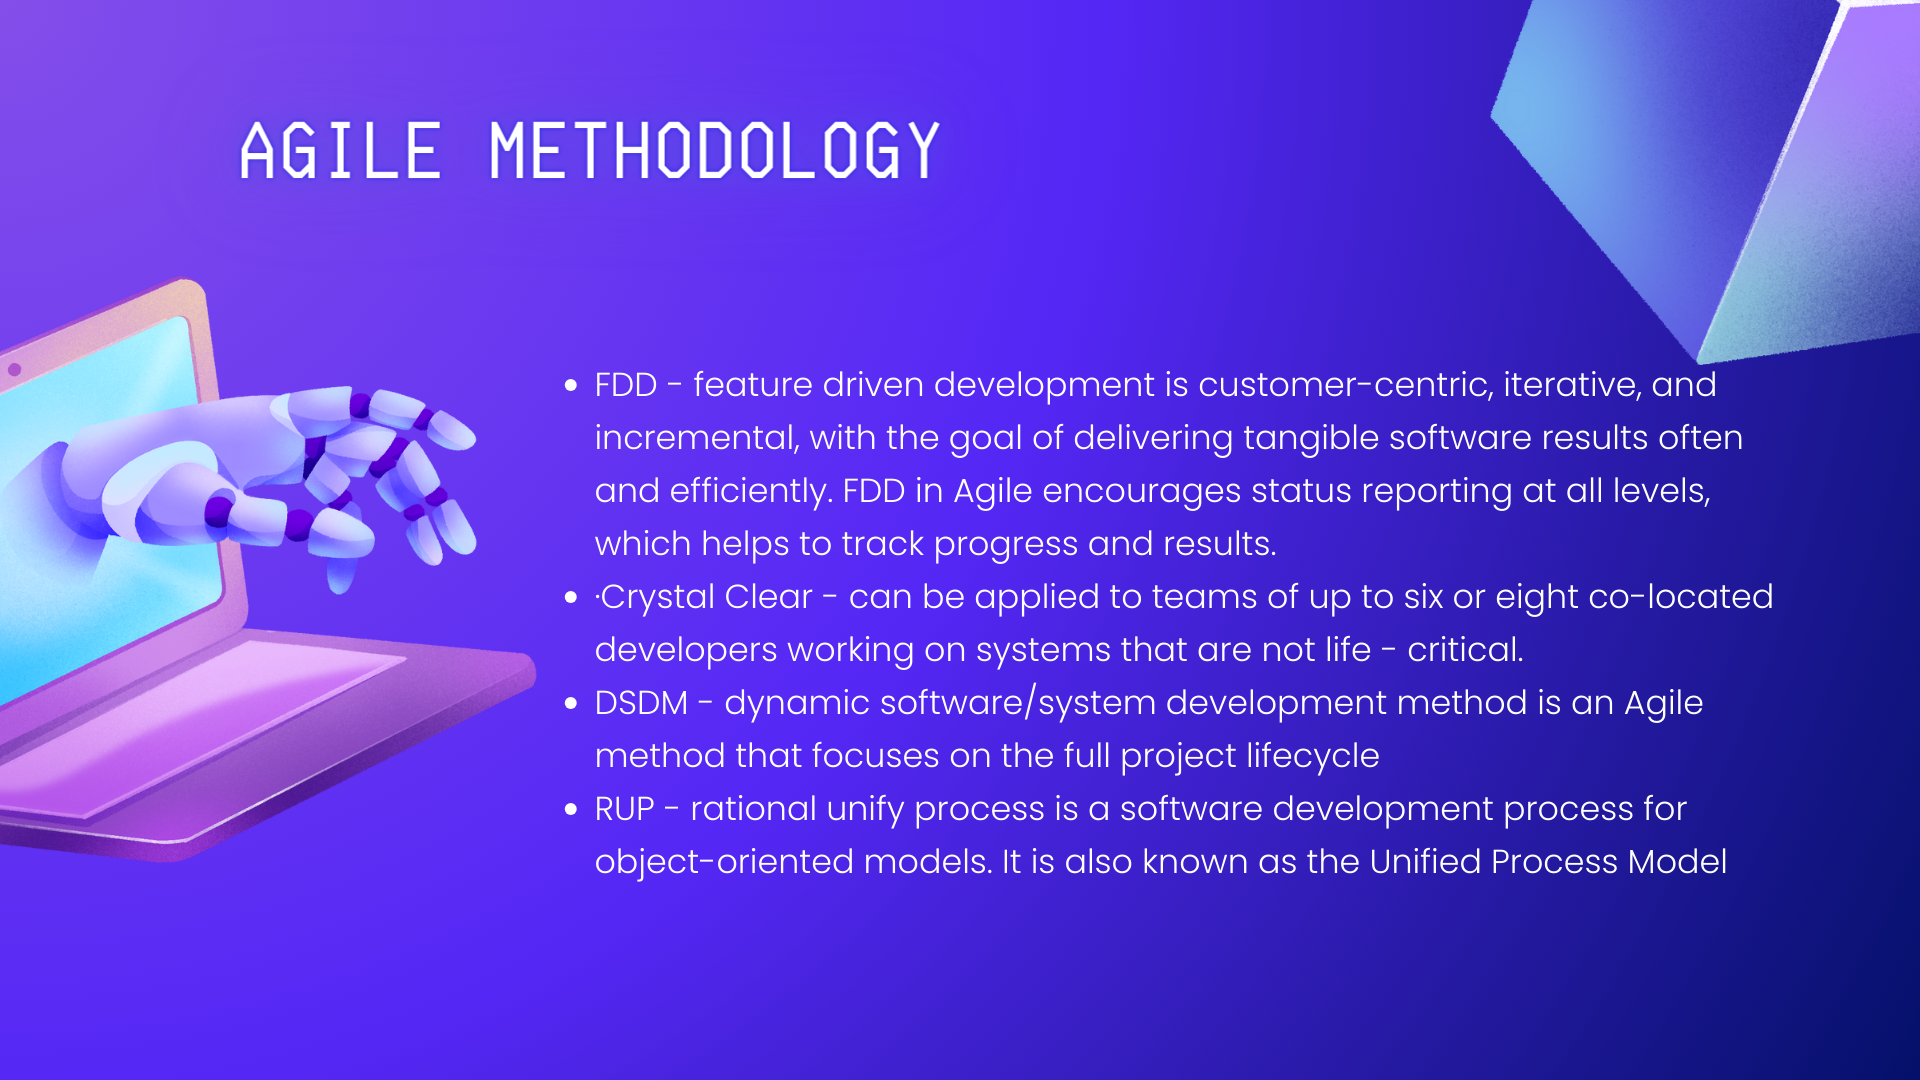 AGILE METHODOLOGY
• FDD - feature driven development is customer-centric, iterative, and
incremental, with the goal of delivering tangible software results often
and efficiently. FDD in Agile encourages status reporting at all levels,
which helps to track progress and results.
• ·Crystal Clear - can be applied to teams of up to six or eight co-located
developers working on systems that are not life - critical.
• DSDM - dynamic software/system development method is an Agile
method that focuses on the full project lifecycle
• RUP - rational unify process is a software development process for
object-oriented models. It is also known as the Unified Process Model